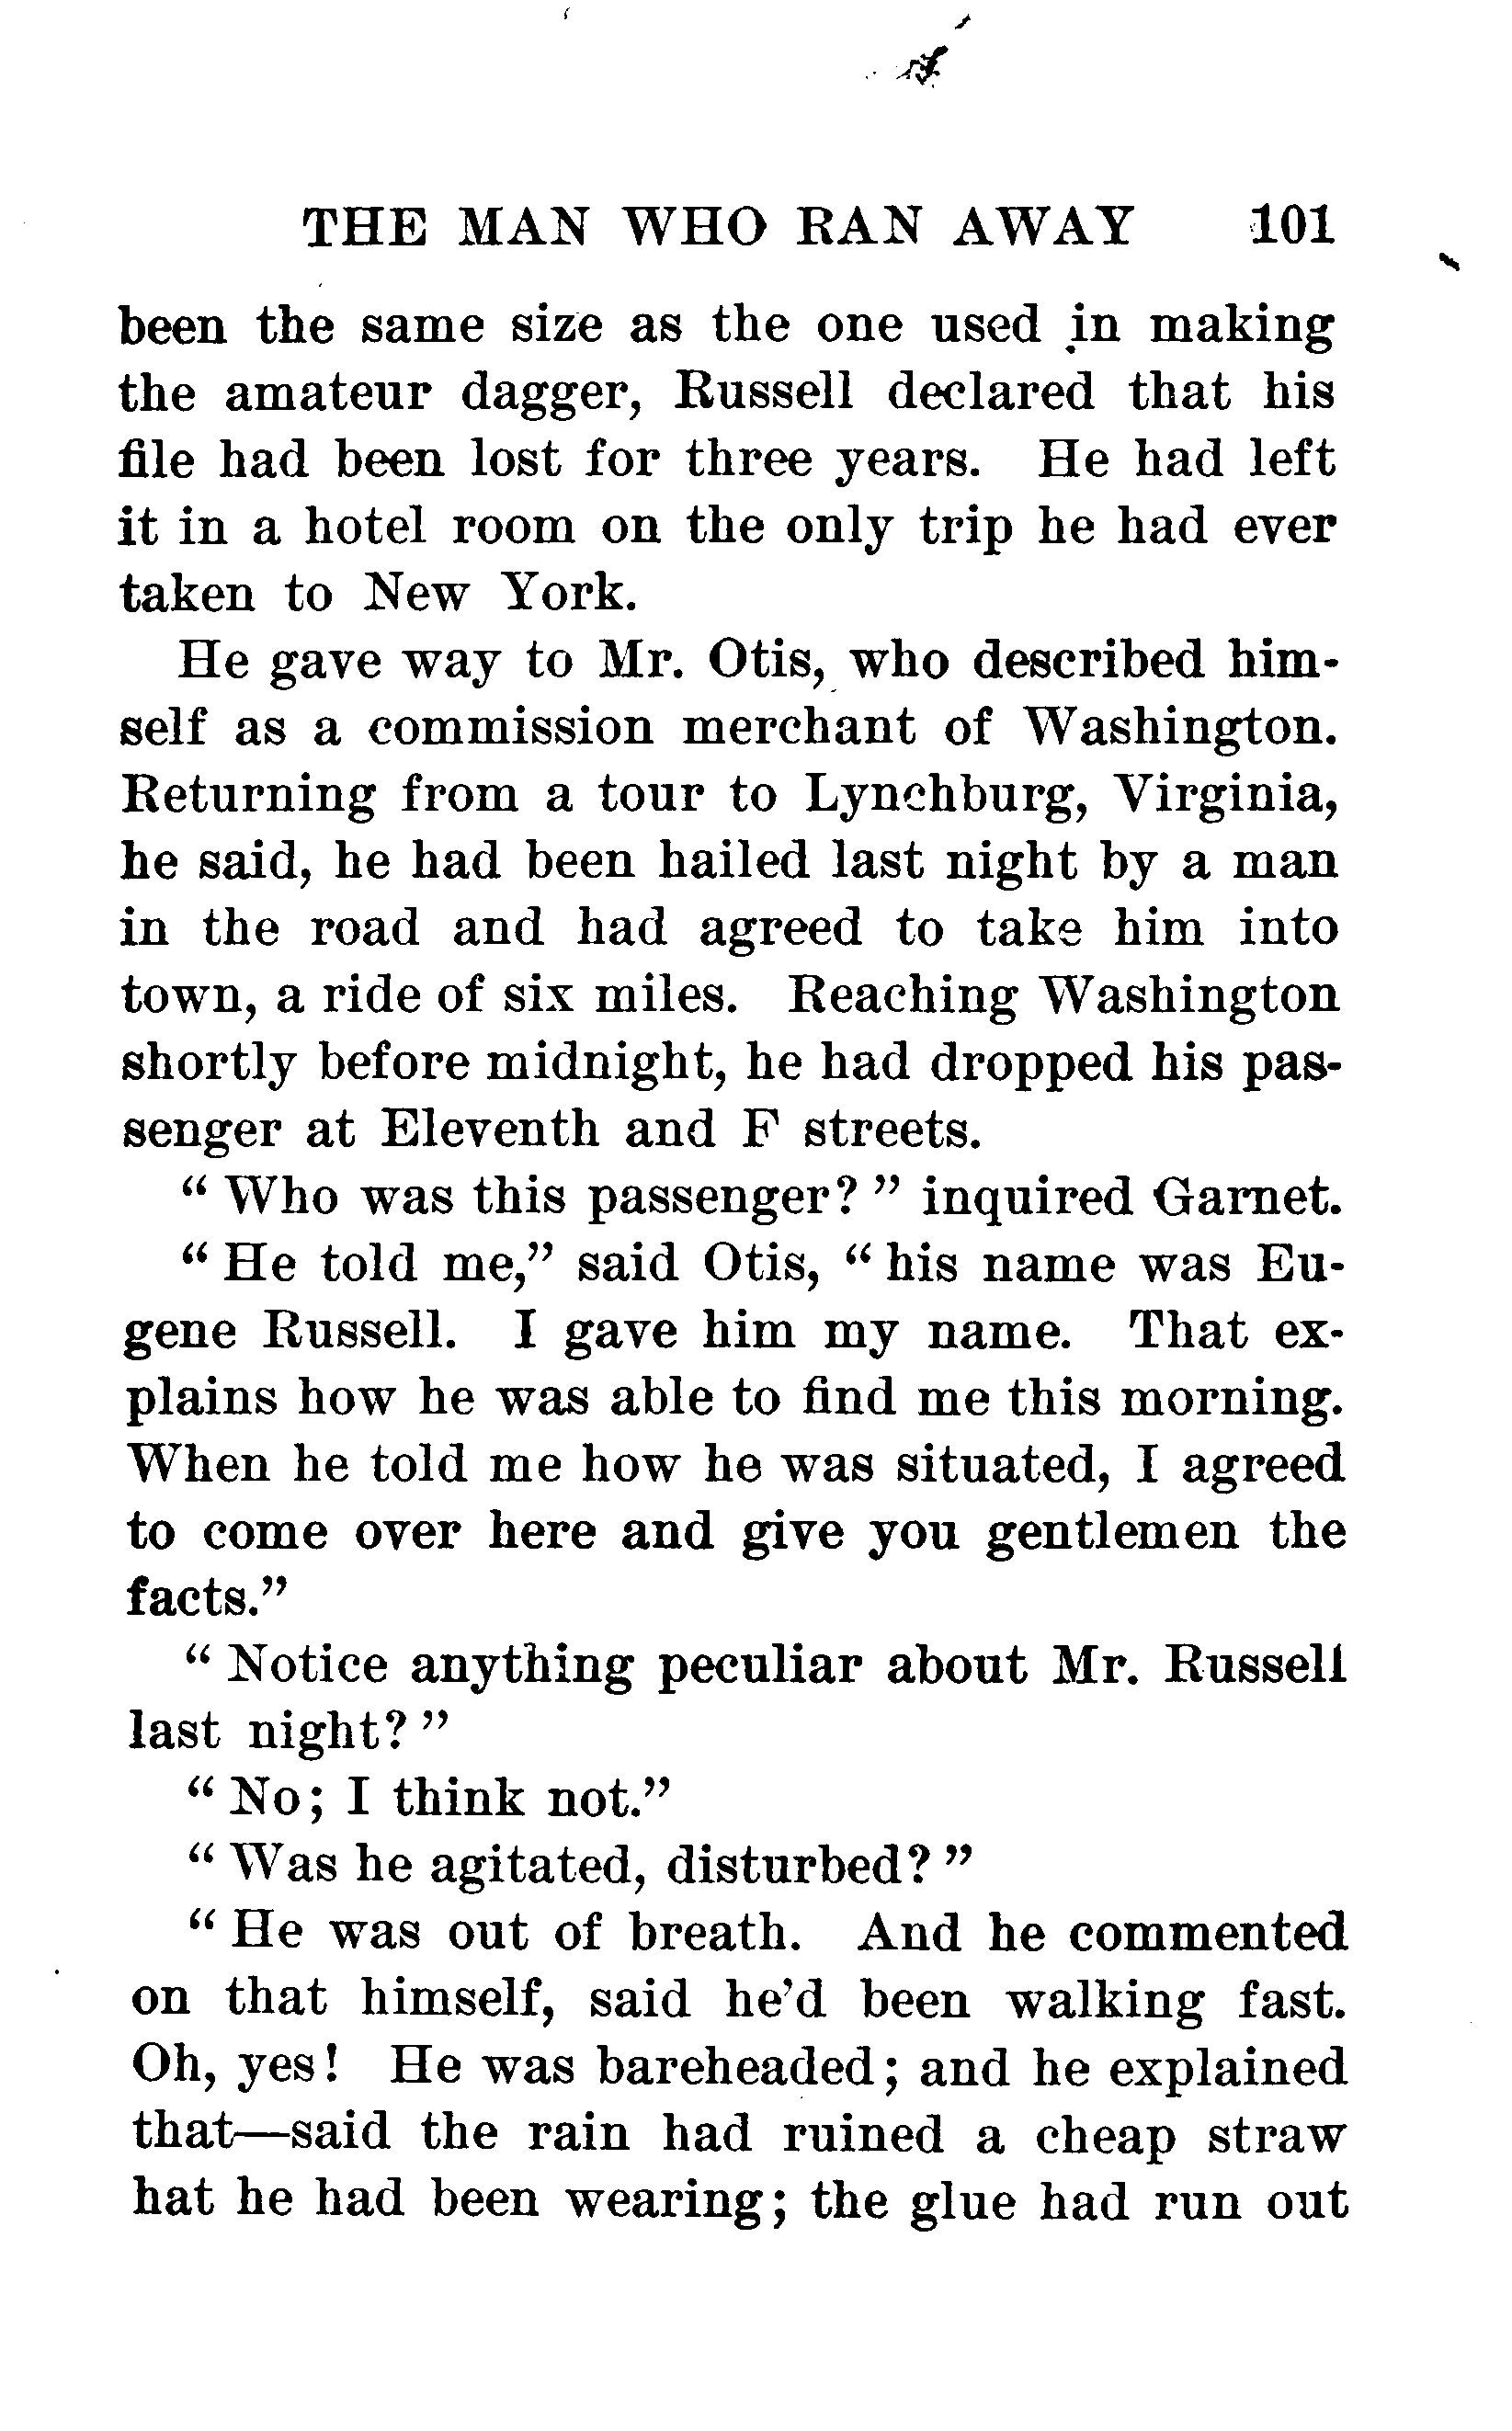 THE MAN WHO RAN AWAY 101
been the same size as the one used in making
the amateur dagger, Russell declared that his
file had been lost for three years. He had left
it in a hotel room on the only trip he had ever
taken to New York.
He gave way to Mr. Otis, who described him-
self as a commission merchant of Washington.
Returning from a tour to Lynchburg, Virginia,
he said, he had been hailed last night by a man
in the road and had agreed to take him into
town, a ride of six miles. Reaching Washington
shortly before midnight, he had dropped his pas-
senger at Eleventh and F streets.
“ Who was this passenger? ” inquired Garnet.
“ He told me,” said Otis, “ his name was Eu-
gene Russell. I gave him my name. That ex-
plains how he was able to find me this morning.
When he told me how he was situated, I agreed
to come over here and give you gentlemen the
facts.”
“ Notice anything peculiar about Mr. Russell
last night? ”
“ No; I think not.”
“ Was he agitated, disturbed? ”
“ He was out of breath. And he commented
on that himself, said he’d been walking fast.
Oh, yes! He was bareheaded; and he explained
that—said the rain had ruined a cheap straw
hat he had been wearing; the glue had run out